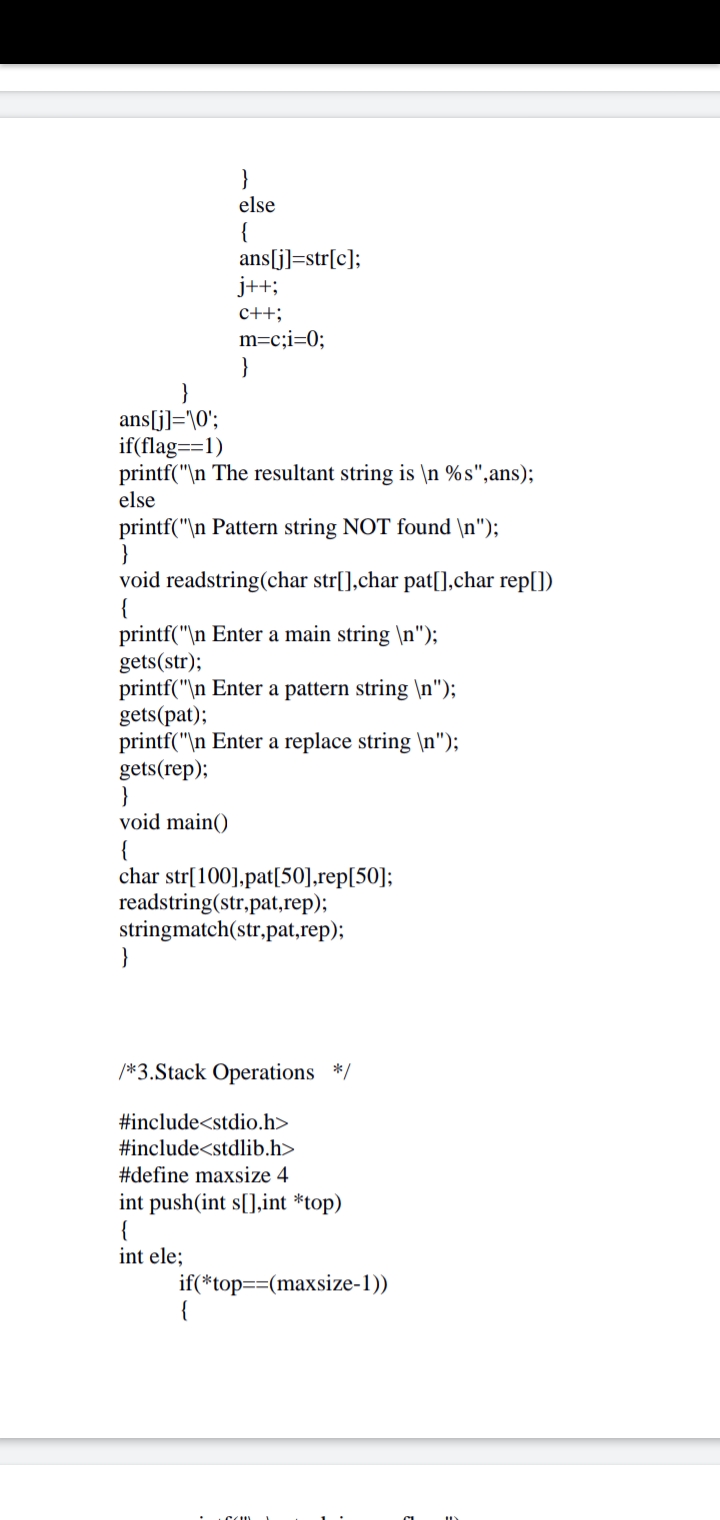 }
else
{
ans[j]=str[c];
j++;
c++;
m=c;i=0;
}
}
ans[j]='\0';
if(flag==1)
printf("\n The resultant string is \n %s",ans);
else
printf("\n Pattern string NOT found \n");
}
void readstring(char str[],char pat[],char rep[])
{
printf("\n Enter a main string \n");
gets(str);
printf("\n Enter a pattern string \n");
gets(pat);
printf("\n Enter a replace string \n");
gets(rep);
}
void main()
{
char str[100],pat[50],rep[50];
readstring(str,pat,rep);
stringmatch(str,pat,rep);
}
/*3.Stack Operations */
#include<stdio.h>
#include<stdlib.h>
#define maxsize 4
int push(int s[],int *top)
{
int ele;
if(*top==(maxsize-1))
{